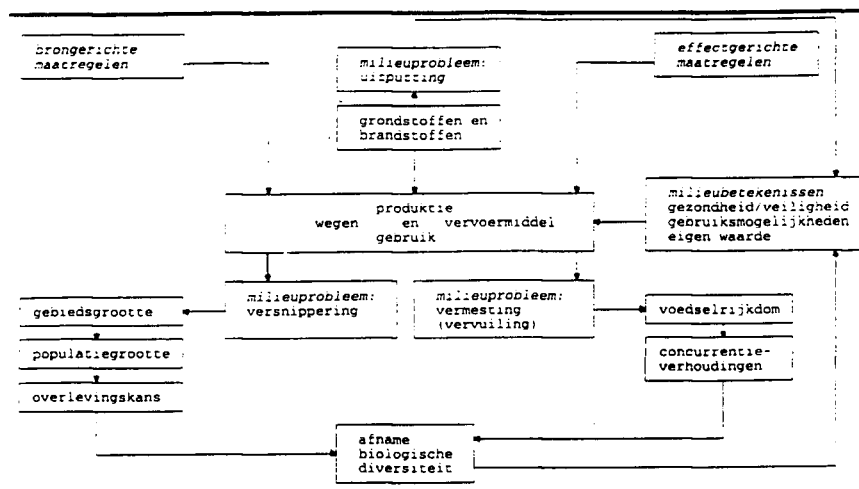 brongerichte
maatregelen
milieuprobleem:
uitputting
effectgerichte
maatregelen
grondstoffen en
brandstoffen
produktie
wegen en vervoermiddel
gebruik
milieubetekenissen
gezondheid/veiligheid
gebruiksmogelijkheden
eigen waarde
gebiedsgrootte
milieuprobleem:
versnippering
milieuprobleem:
vermesting
(vervuiling)
voedselrijkdom
populatiegrootte
concurrentie-
verhoudingen
overlevingskans
afname
biologische
diversiteit